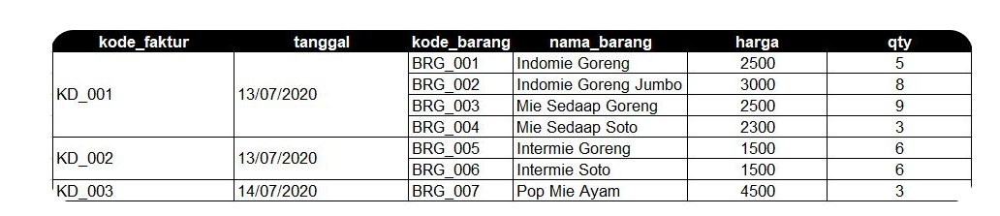 kode_faktur tanggal kode_barang nama_barang harga qty
BRG_001 Indomie Goreng 2500 5
BRG_002 Indomie Goreng Jumbo 3000 8
KD_001 13/07/2020
BRG_003 Mie Sedaap Goreng 2500 9
BRG_004 Mie Sedaap Soto 2300 3
BRG_005 Intermie Goreng 1500 6
KD_002 13/07/2020
BRG_006 Intermie Soto 1500 6
KD_003 14/07/2020 BRG_007 Pop Mie Ayam 4500 3